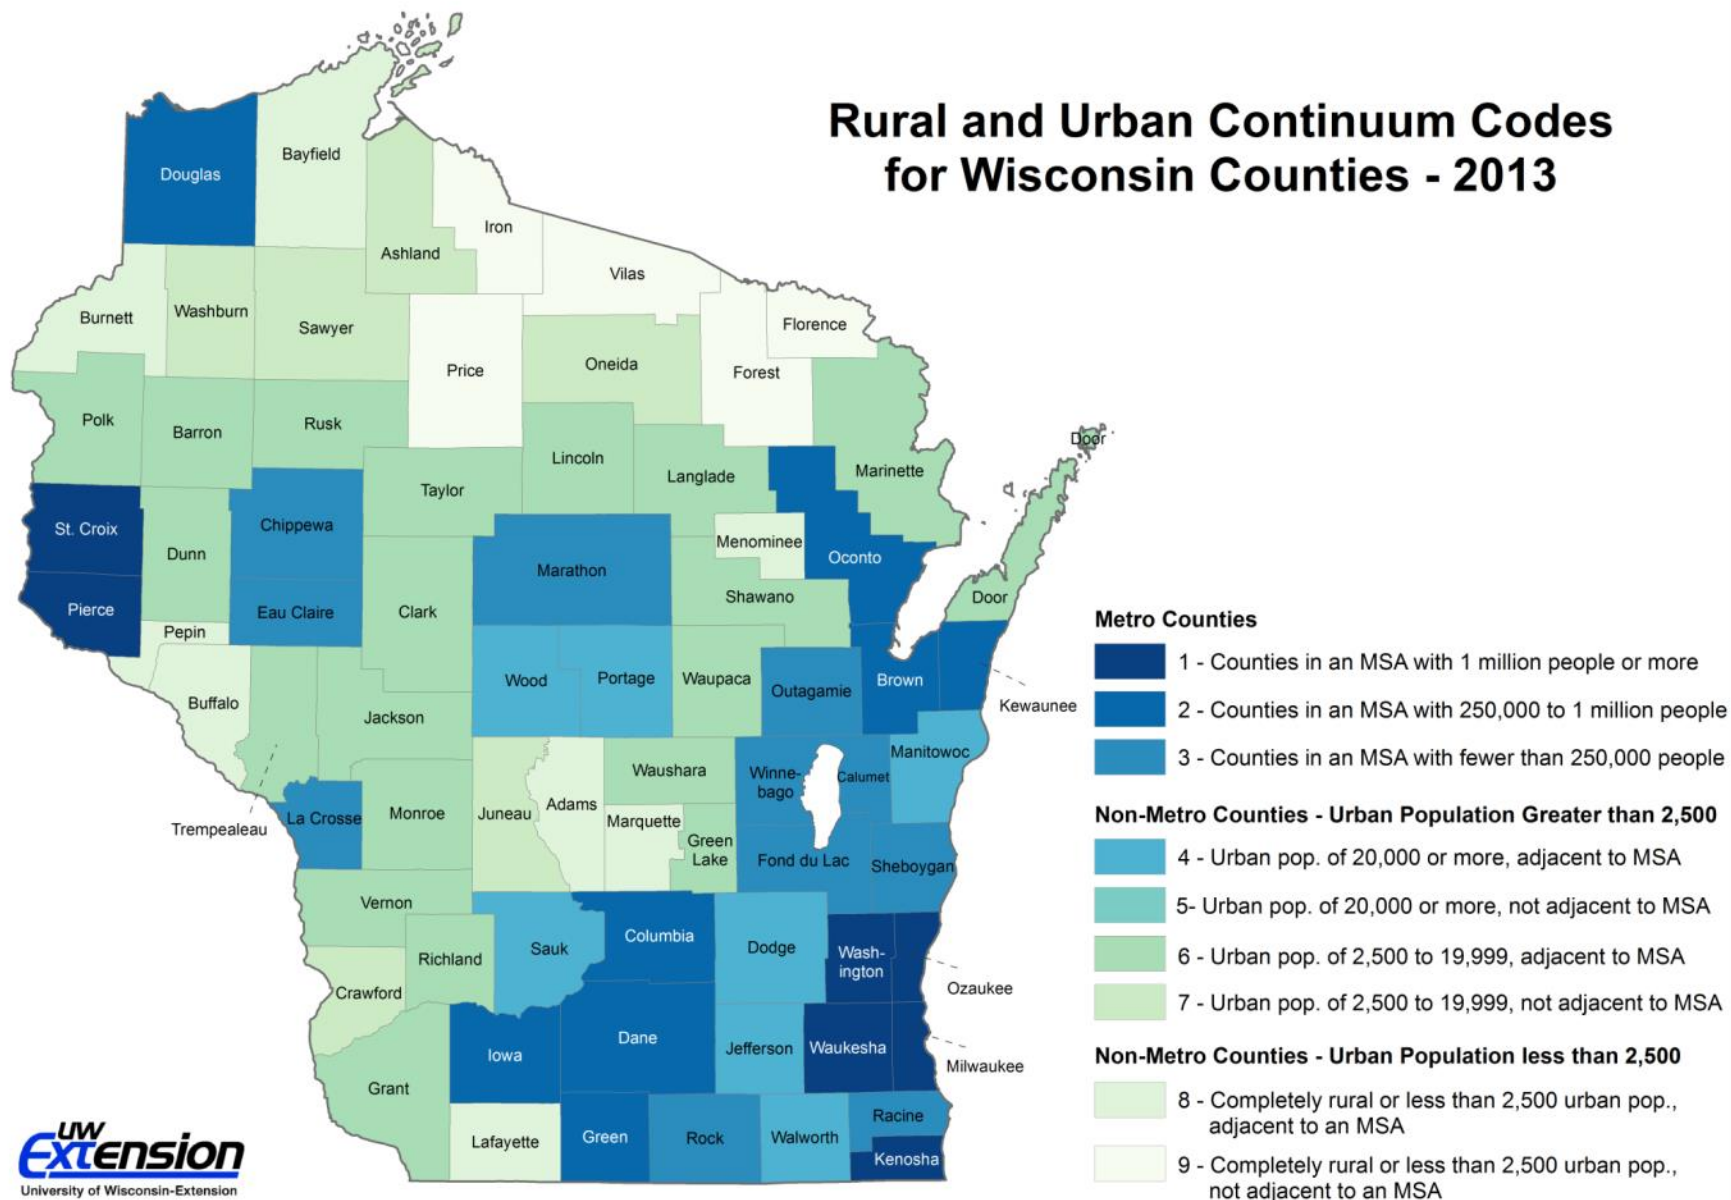 Rural and Urban Continuum Codes
for Wisconsin Counties - 2013
Douglas
Bayfield
Iron
Ashland
Vilas
Burnett
Washburn
Sawyer
Florence
Price
Oneida
Forest
Polk
Barron
Rusk
Door
Lincoln
Marinette
Langlade
Taylor
St. Croix
Chippewa
Menominee
Dunn
Oconto
Marathon
Pierce
Eau Claire
Clark
Shawano
Door
Pepin
Wood
Portage
Waupaca
Brown
Outagamie
Buffalo
Kewaunee
Jackson
Manitowoc
Waushara
Winne-
bago
Calumet
Trempealeau
La Crosse
Monroe
Juneau
Adams
Marquette
Green
Lake
Fond du Lac
Sheboygan
Vernon
Columbia
Sauk
Dodge
Wash-
ington
Richland
Ozaukee
Crawford
Dane
Iowa
Jefferson
Waukesha
Milwaukee
Grant
Racine
Lafayette
Green
Rock
Walworth
Kenosha
Metro Counties
1 - Counties in an MSA with 1 million people or more
2 - Counties in an MSA with 250,000 to 1 million people
3 - Counties in an MSA with fewer than 250,000 people
Non-Metro Counties - Urban Population Greater than 2,500
4 - Urban pop. of 20,000 or more, adjacent to MSA
5- Urban pop. of 20,000 or more, not adjacent to MSA
6 - Urban pop. of 2,500 to 19,999, adjacent to MSA
7 - Urban pop. of 2,500 to 19,999, not adjacent to MSA
Non-Metro Counties - Urban Population less than 2,500
8 - Completely rural or less than 2,500 urban pop.,
adjacent to an MSA
9 - Completely rural or less than 2,500 urban pop.,
not adjacent to an MSA
UW
Extension
University of Wisconsin-Extension